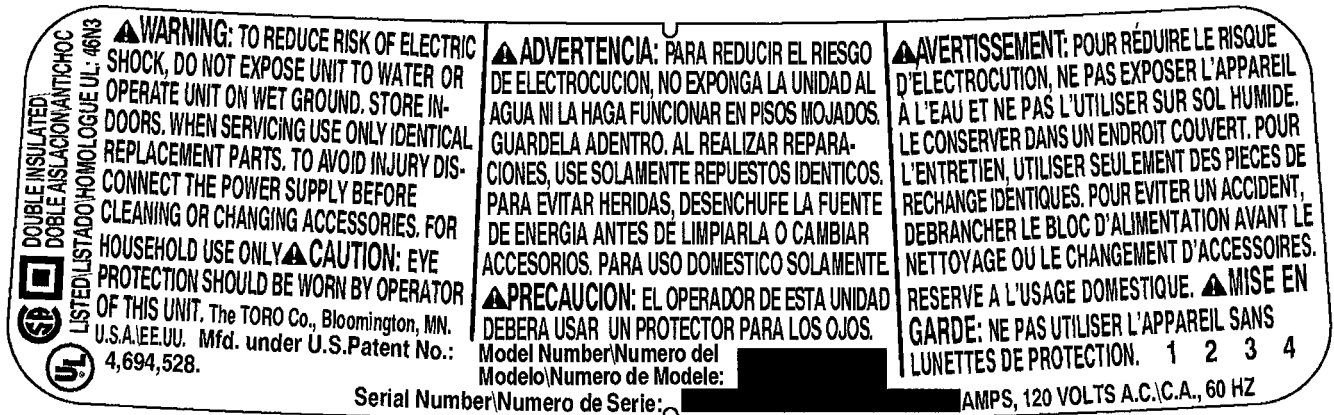 DOUBLE INSULATED\
DOBLE AISLACION\ANTICHOC
LISTED\LISTADO\HOMOLOGUE UL: 46N3
SA
UL
⚠WARNING: TO REDUCE RISK OF ELECTRIC
SHOCK, DO NOT EXPOSE UNIT TO WATER OR
OPERATE UNIT ON WET GROUND. STORE IN-
DOORS. WHEN SERVICING USE ONLY IDENTICAL
REPLACEMENT PARTS. TO AVOID INJURY DIS-
CONNECT THE POWER SUPPLY BEFORE
CLEANING OR CHANGING ACCESSORIES. FOR
HOUSEHOLD USE ONLY⚠CAUTION: EYE
PROTECTION SHOULD BE WORN BY OPERATOR
OF THIS UNIT. The TORO Co., Bloomington, MN.
U.S.A.\EE.UU. Mfd. under U.S.Patent No.:
4,694,528.
⚠ ADVERTENCIA: PARA REDUCIR EL RIESGO
DE ELECTROCUCION, NO EXPONGA LA UNIDAD AL
AGUA NI LA HAGA FUNCIONAR EN PISOS MOJADOS.
GUARDELA ADENTRO. AL REALIZAR REPARA-
CIONES, USE SOLAMENTE REPUESTOS IDENTICOS.
PARA EVITAR HERIDAS, DESENCHUFE LA FUENTE
DE ENERGIA ANTES DE LIMPIARLA O CAMBIAR
ACCESORIOS. PARA USO DOMESTICO SOLAMENTE.
⚠PRECAUCION: EL OPERADOR DE ESTA UNIDAD
DEBERA USAR UN PROTECTOR PARA LOS OJOS.
⚠AVERTISSEMENT: POUR RÉDUIRE LE RISQUE
D'ÉLECTROCUTION, NE PAS EXPOSER L'APPAREIL
À L'EAU ET NE PAS L'UTILISER SUR SOL HUMIDE.
LE CONSERVER DANS UN ENDROIT COUVERT. POUR
L'ENTRETIEN, UTILISER SEULEMENT DES PIECES DE
RECHANGE IDENTIQUES. POUR EVITER UN ACCIDENT,
DEBRANCHER LE BLOC D'ALIMENTATION AVANT LE
NETTOYAGE OU LE CHANGEMENT D'ACCESSOIRES.
RESERVE A L'USAGE DOMESTIQUE. ⚠MISE EN
GARDE: NE PAS UTILISER L'APPAREIL SANS
LUNETTES DE PROTECTION. 1 2 3 4
Model Number\Numero del
Modelo\Numero de Modele:
Serial Number\Numero de Serie:
AMPS, 120 VOLTS A.C.\C.A., 60 HZ